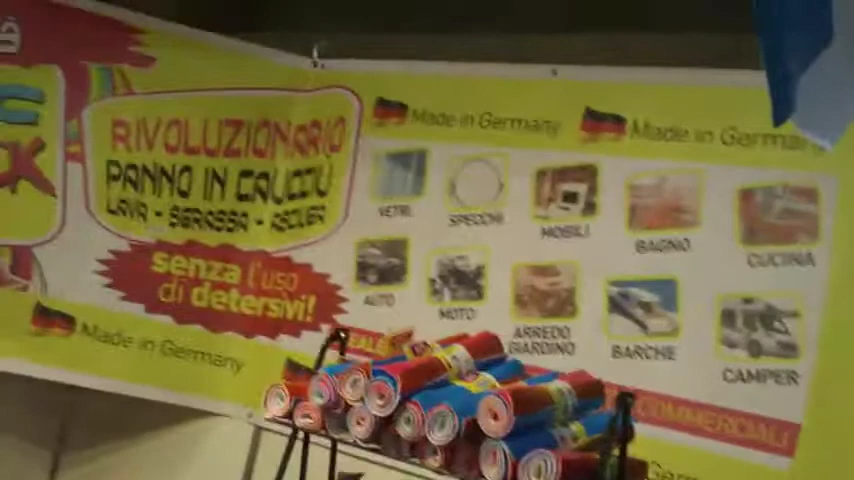 RIVOLUZIONARIO
PANNO IN CAUCCIÙ
LAVA - SGRASSA - ASCIUGA
senza l'uso
di detersivi!
Made in Germany
Made in Germany
Made in Germany
VETRI
SPECCHI
MOBILI
BAGNO
CUCINA
AUTO
MOTO
ARREDO
GIARDINO
BARCHE
CAMPER
COMMERCIALI